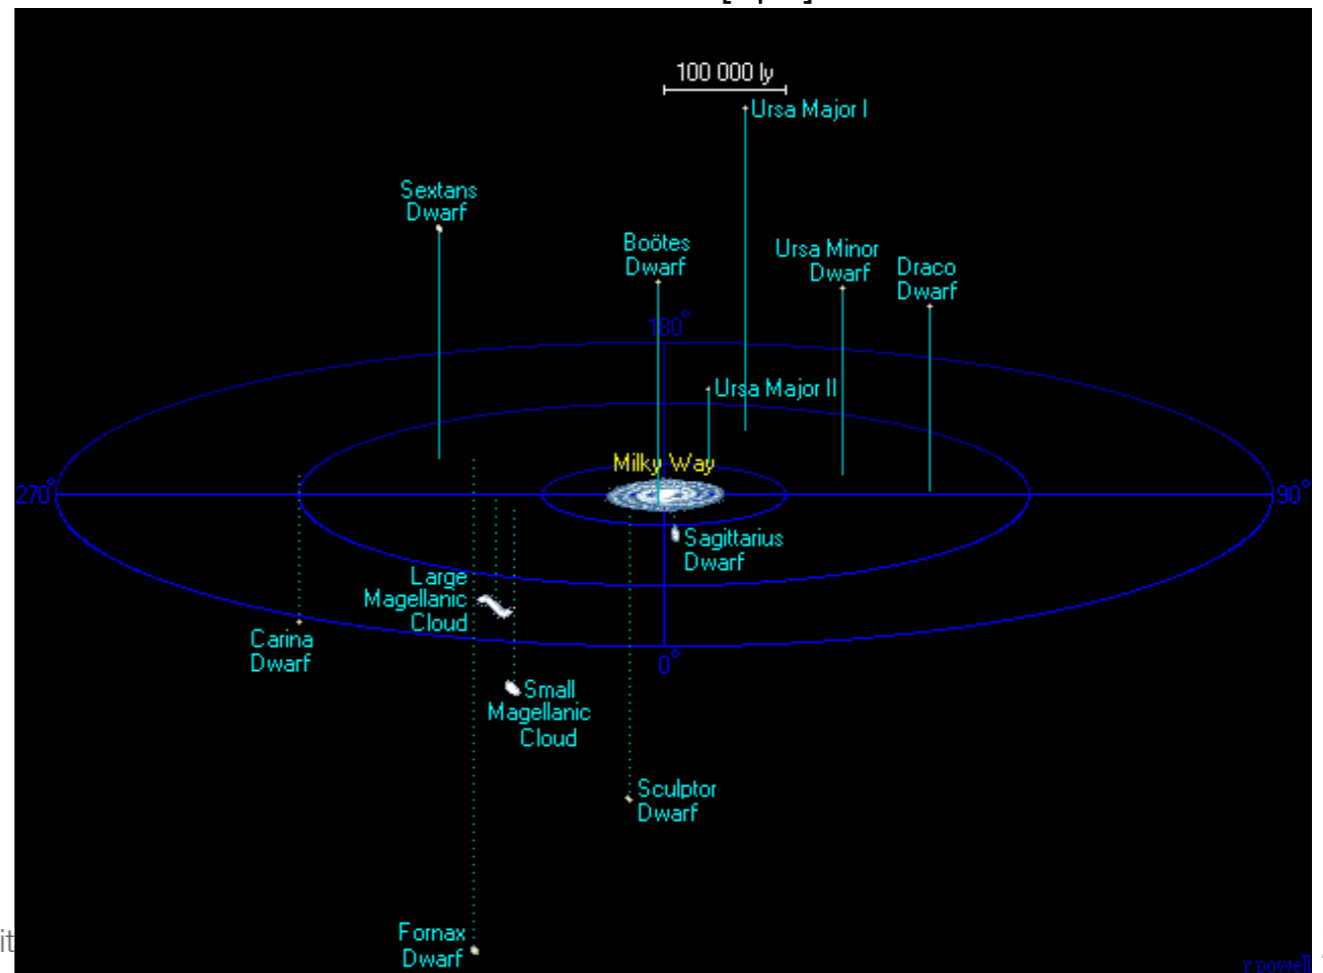 100 000 ly
Ursa Major I
Sextans
Dwarf
Boötes
Dwarf
Ursa Minor
Dwarf
Draco
Dwarf
180°
Ursa Major II
Milky Way
270°
90°
Sagittarius
Dwarf
Large
Magellanic
Cloud
Carina
Dwarf
0°
Small
Magellanic
Cloud
Sculptor
Dwarf
Fornax
Dwarf
it
r powell